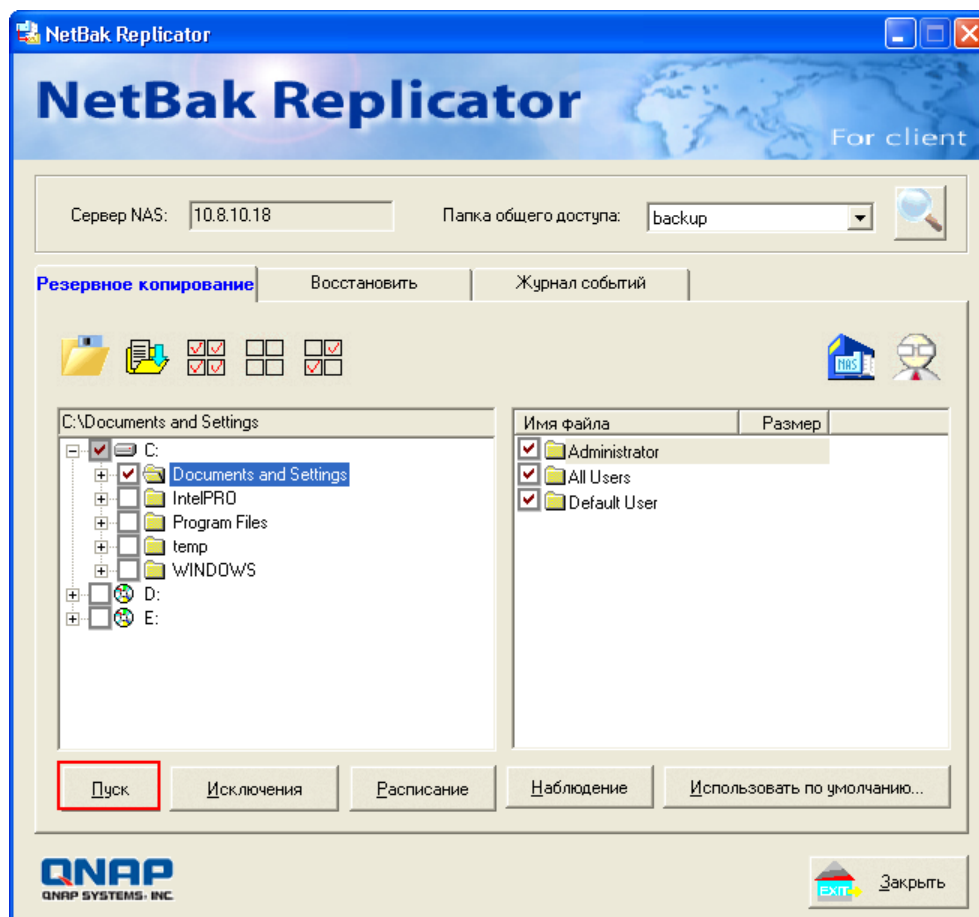 NetBak Replicator
NetBak Replicator
For client
Сервер NAS: 10.8.10.18 Папка общего доступа: backup
Резервное копирование Восстановить Журнал событий
NAS
C:\Documents and Settings
C:
Documents and Settings
IntelPRO
Program Files
temp
WINDOWS
D:
E:
Имя файла Размер
Administrator
All Users
Default User
Пуск Исключения Расписание Наблюдение Использовать по умолчанию...
QNAP
QNAP SYSTEMS, INC
EXIT Закрыть